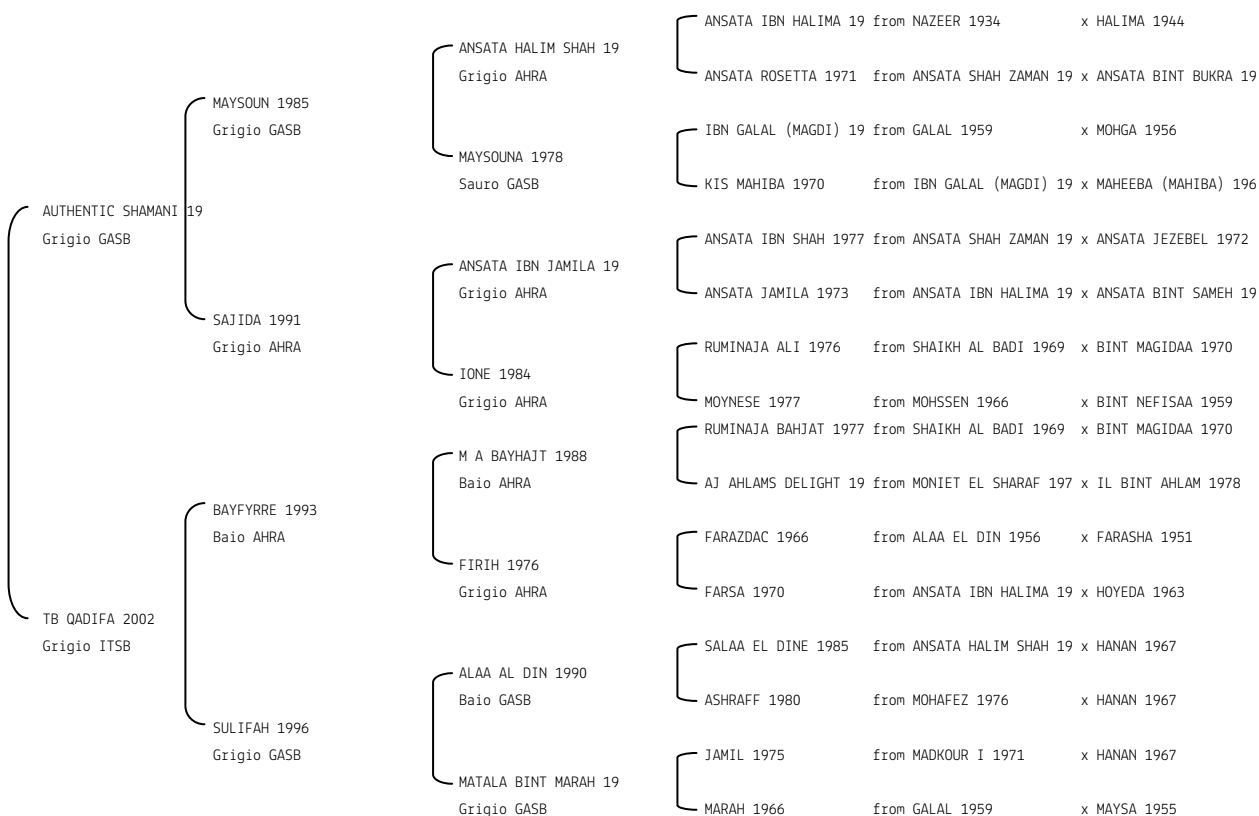 ANSATA IBN HALIMA 19 from NAZEER 1934 x HALIMA 1944
ANSATA HALIM SHAH 19
Grigio AHRA
ANSATA ROSETTA 1971 from ANSATA SHAH ZAMAN 19 x ANSATA BINT BUKRA 19
MAYSOUN 1985
Grigio GASB
IBN GALAL (MAGDI) 19 from GALAL 1959 x MOHGA 1956
MAYSOUNA 1978
Sauro GASB
KIS MAHIBA 1970 from IBN GALAL (MAGDI) 19 x MAHEEBA (MAHIBA) 196
AUTHENTIC SHAMANI 19
Grigio GASB
ANSATA IBN SHAH 1977 from ANSATA SHAH ZAMAN 19 x ANSATA JEZEBEL 1972
ANSATA IBN JAMILA 19
Grigio AHRA
ANSATA JAMILA 1973 from ANSATA IBN HALIMA 19 x ANSATA BINT SAMEH 19
SAJIDA 1991
Grigio AHRA
RUMINAJA ALI 1976 from SHAIKH AL BADI 1969 x BINT MAGIDAA 1970
IONE 1984
Grigio AHRA
MOYNESE 1977 from MOHSSEN 1966 x BINT NEFISAA 1959
RUMINAJA BAHJAT 1977 from SHAIKH AL BADI 1969 x BINT MAGIDAA 1970
M A BAYHAJT 1988
Baio AHRA
AJ AHLAMS DELIGHT 19 from MONIET EL SHARAF 197 x IL BINT AHLAM 1978
BAYFYRRE 1993
Baio AHRA
FARAZDAC 1966 from ALAA EL DIN 1956 x FARASHA 1951
FIRIH 1976
Grigio AHRA
FARSA 1970 from ANSATA IBN HALIMA 19 x HOYEDA 1963
TB QADIFA 2002
Grigio ITSB
SALAA EL DINE 1985 from ANSATA HALIM SHAH 19 x HANAN 1967
ALAA AL DIN 1990
Baio GASB
ASHRAFF 1980 from MOHAFEZ 1976 x HANAN 1967
SULIFAH 1996
Grigio GASB
JAMIL 1975 from MADKOUR I 1971 x HANAN 1967
MATALA BINT MARAH 19
Grigio GASB
MARAH 1966 from GALAL 1959 x MAYSA 1955